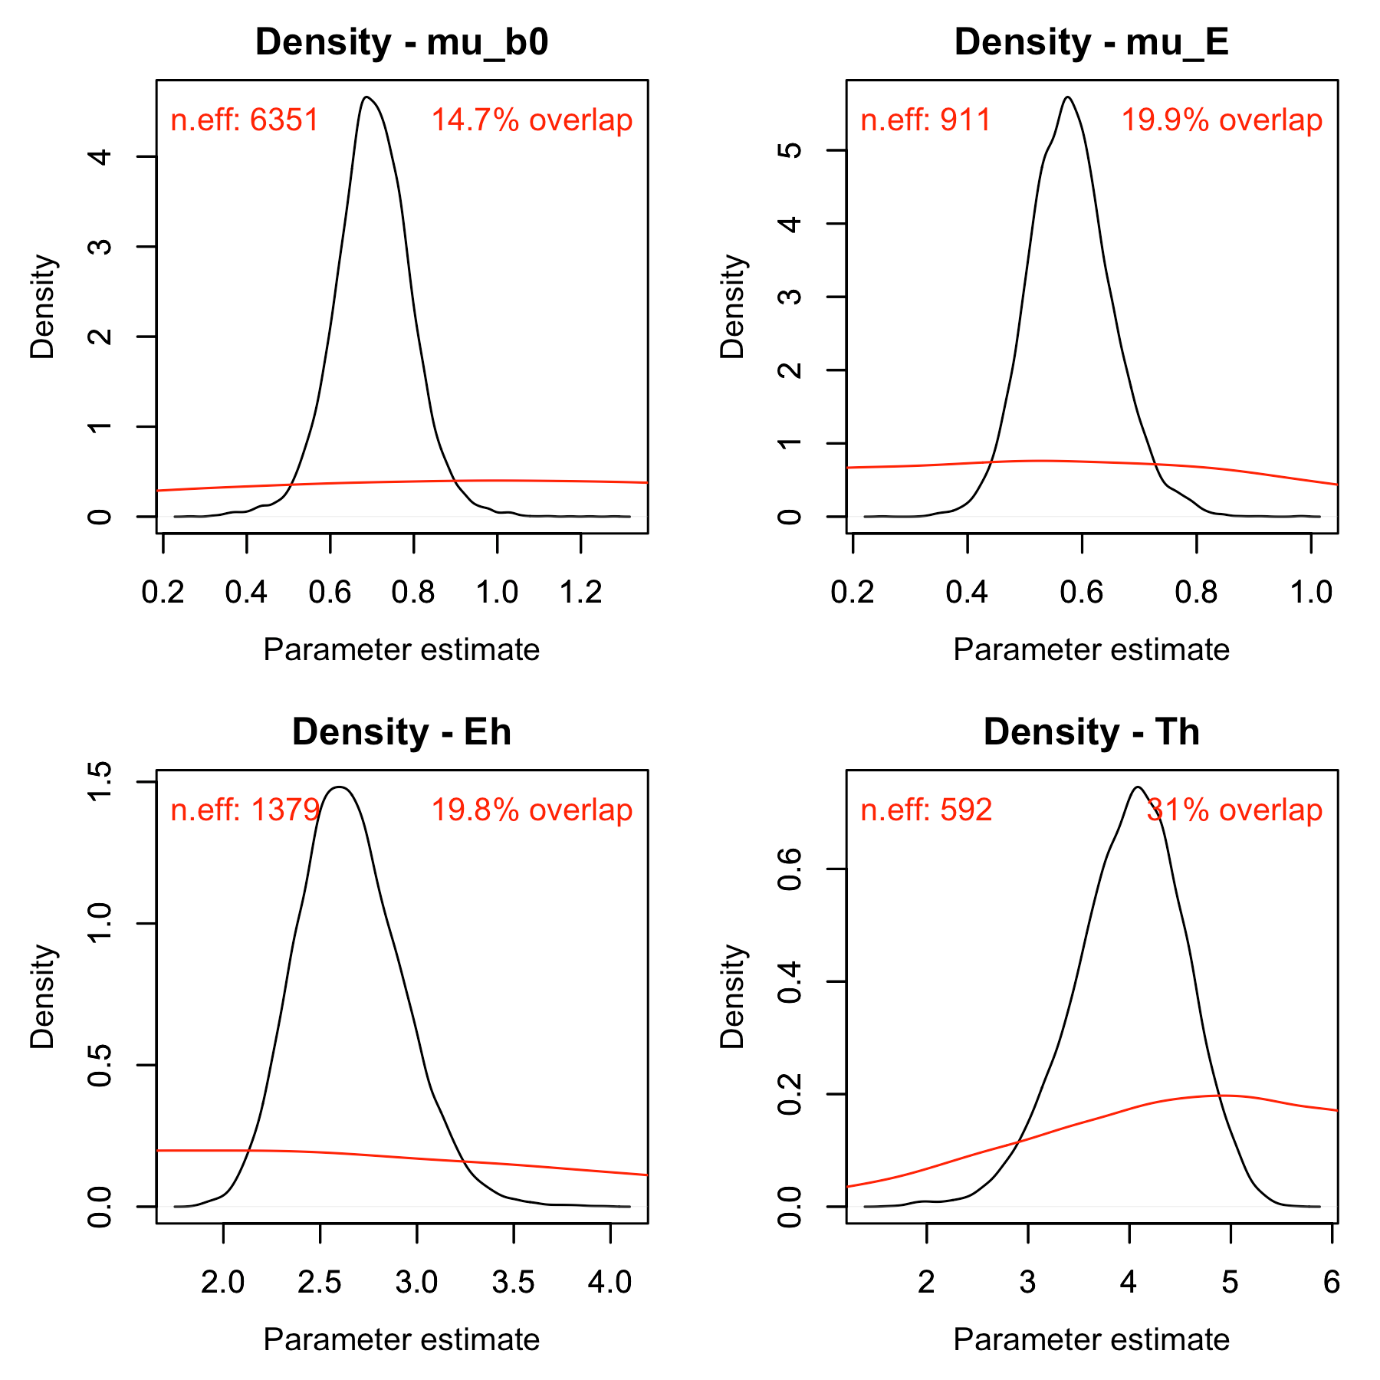 Density - mu_b0
n.eff: 6351
14.7% overlap
Density
0 1 2 3 4
0.2 0.4 0.6 0.8 1.0 1.2
Parameter estimate
Density - mu_E
n.eff: 911
19.9% overlap
Density
0 1 2 3 4 5
0.2 0.4 0.6 0.8 1.0
Parameter estimate
Density - Eh
n.eff: 1379
19.8% overlap
Density
0.0 0.5 1.0 1.5
2.0 2.5 3.0 3.5 4.0
Parameter estimate
Density - Th
n.eff: 592
31% overlap
Density
0.0 0.2 0.4 0.6
2 3 4 5 6
Parameter estimate